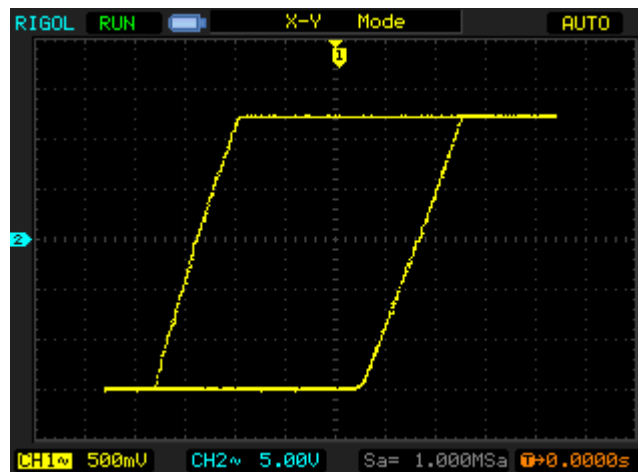 RIGOL RUN X-Y Mode AUTO
1
2
CH1~ 500mV CH2~ 5.00V Sa= 1.000MSa T→0.0000s